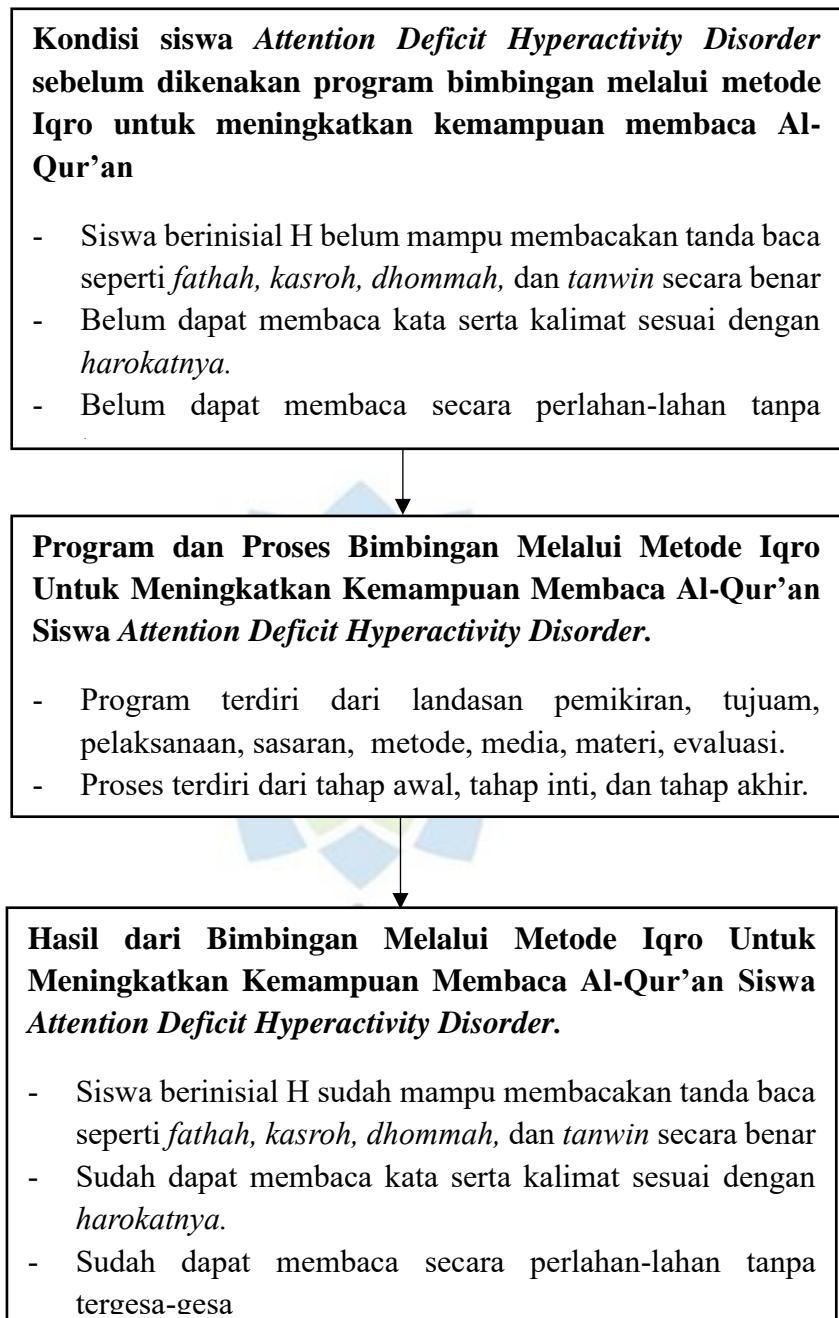 Kondisi siswa Attention Deficit Hyperactivity Disorder
sebelum dikenakan program bimbingan melalui metode
Iqro untuk meningkatkan kemampuan membaca Al-
Qur’an
- Siswa berinisial H belum mampu membacakan tanda baca
seperti fathah, kasroh, dhommah, dan tanwin secara benar
- Belum dapat membaca kata serta kalimat sesuai dengan
harokatnya.
- Belum dapat membaca secara perlahan-lahan tanpa
Program dan Proses Bimbingan Melalui Metode Iqro
Untuk Meningkatkan Kemampuan Membaca Al-Qur’an
Siswa Attention Deficit Hyperactivity Disorder.
- Program terdiri dari landasan pemikiran, tujuam,
pelaksanaan, sasaran, metode, media, materi, evaluasi.
- Proses terdiri dari tahap awal, tahap inti, dan tahap akhir.
Hasil dari Bimbingan Melalui Metode Iqro Untuk
Meningkatkan Kemampuan Membaca Al-Qur’an Siswa
Attention Deficit Hyperactivity Disorder.
- Siswa berinisial H sudah mampu membacakan tanda baca
seperti fathah, kasroh, dhommah, dan tanwin secara benar
- Sudah dapat membaca kata serta kalimat sesuai dengan
harokatnya.
- Sudah dapat membaca secara perlahan-lahan tanpa
tergesa-gesa